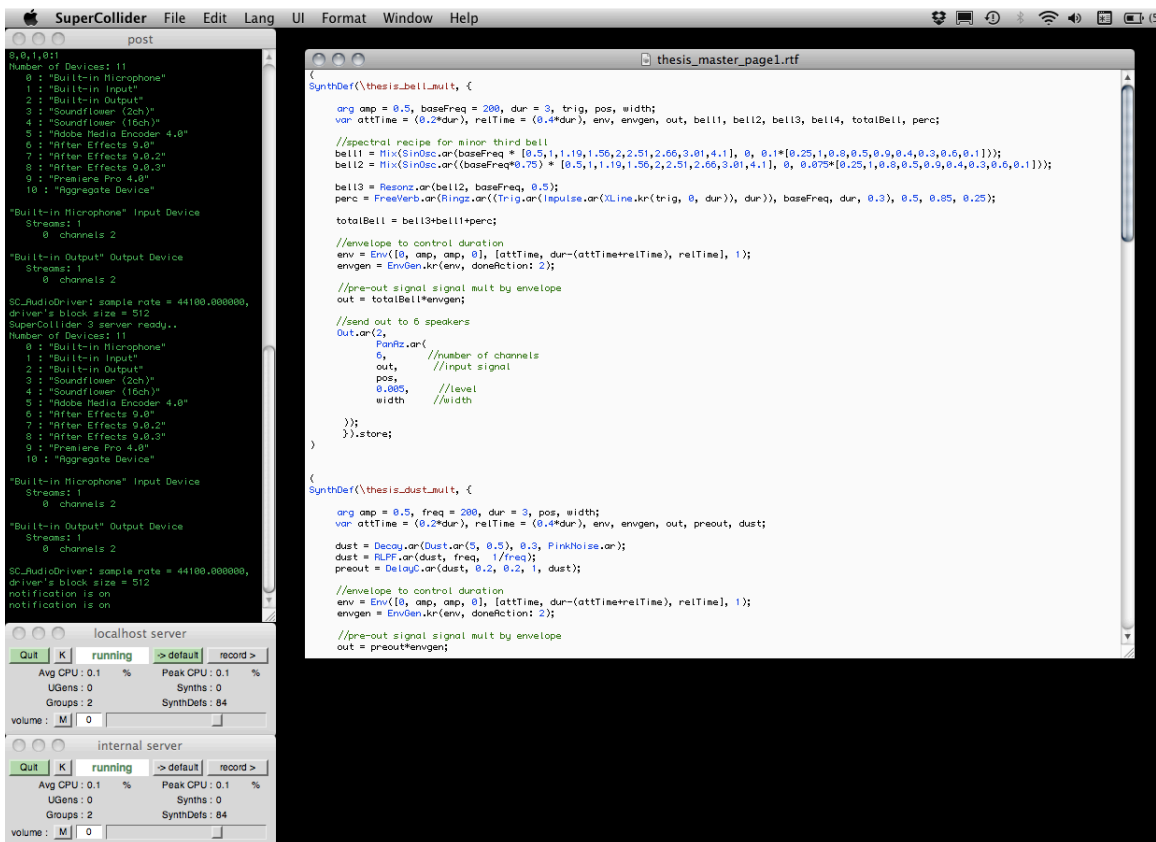 SuperCollider File Edit Lang UI Format Window Help
post
8,0,1,0:1
Number of Devices: 11
0 : "Built-in Microphone"
1 : "Built-in Input"
2 : "Built-in Output"
3 : "Soundflower (2ch)"
4 : "Soundflower (16ch)"
5 : "Adobe Media Encoder 4.0"
6 : "After Effects 9.0"
7 : "After Effects 9.0.2"
8 : "After Effects 9.0.3"
9 : "Premiere Pro 4.0"
10 : "Aggregate Device"
"Built-in Microphone" Input Device
Streams: 1
0 channels 2
"Built-in Output" Output Device
Streams: 1
0 channels 2
SC_AudioDriver: sample rate = 44100.000000,
driver's block size = 512
SuperCollider 3 server ready..
Number of Devices: 11
0 : "Built-in Microphone"
1 : "Built-in Input"
2 : "Built-in Output"
3 : "Soundflower (2ch)"
4 : "Soundflower (16ch)"
5 : "Adobe Media Encoder 4.0"
6 : "After Effects 9.0"
7 : "After Effects 9.0.2"
8 : "After Effects 9.0.3"
9 : "Premiere Pro 4.0"
10 : "Aggregate Device"
"Built-in Microphone" Input Device
Streams: 1
0 channels 2
"Built-in Output" Output Device
Streams: 1
0 channels 2
SC_AudioDriver: sample rate = 44100.000000,
driver's block size = 512
notification is on
notification is on
localhost server
Quit K running -> default record >
Avg CPU : 0.1 % Peak CPU : 0.1 %
UGens : 0 Synths : 0
Groups : 2 SynthDefs : 84
volume : M 0
internal server
Quit K running -> default record >
Avg CPU : 0.1 % Peak CPU : 0.1 %
UGens : 0 Synths : 0
Groups : 2 SynthDefs : 84
volume : M 0
thesis_master_page1.rtf
(
SynthDef(\thesis_bell_mult, {
arg amp = 0.5, baseFreq = 200, dur = 3, trig, pos, width;
var attTime = (0.2*dur), relTime = (0.4*dur), env, envgen, out, bell1, bell2, bell3, bell4, totalBell, perc;
//spectral recipe for minor third bell
bell1 = Mix(SinOsc.ar(baseFreq * [0.5,1,1.19,1.56,2,2.51,2.66,3.01,4.1], 0, 0.1*[0.25,1,0.8,0.5,0.9,0.4,0.3,0.6,0.1]));
bell2 = Mix(SinOsc.ar((baseFreq*0.75) * [0.5,1,1.19,1.56,2,2.51,2.66,3.01,4.1], 0, 0.075*[0.25,1,0.8,0.5,0.9,0.4,0.3,0.6,0.1]));
bell3 = Resonz.ar(bell2, baseFreq, 0.5);
perc = FreeVerb.ar(Ringz.ar((Trig.ar(Impulse.ar(XLine.kr(trig, 0, dur)), dur)), baseFreq, dur, 0.3), 0.5, 0.85, 0.25);
totalBell = bell3+bell1+perc;
//envelope to control duration
env = Env([0, amp, amp, 0], [attTime, dur-(attTime+relTime), relTime], 1);
envgen = EnvGen.kr(env, doneAction: 2);
//pre-out signal signal mult by envelope
out = totalBell*envgen;
//send out to 6 speakers
Out.ar(2,
PanAz.ar(
6, //number of channels
out, //input signal
pos,
0.005, //level
width //width
));
}).store;
)
(
SynthDef(\thesis_dust_mult, {
arg amp = 0.5, freq = 200, dur = 3, pos, width;
var attTime = (0.2*dur), relTime = (0.4*dur), env, envgen, out, preout, dust;
dust = Decay.ar(Dust.ar(5, 0.5), 0.3, PinkNoise.ar);
dust = RLPF.ar(dust, freq, 1/freq);
preout = DelayC.ar(dust, 0.2, 0.2, 1, dust);
//envelope to control duration
env = Env([0, amp, amp, 0], [attTime, dur-(attTime+relTime), relTime], 1);
envgen = EnvGen.kr(env, doneAction: 2);
//pre-out signal signal mult by envelope
out = preout*envgen;